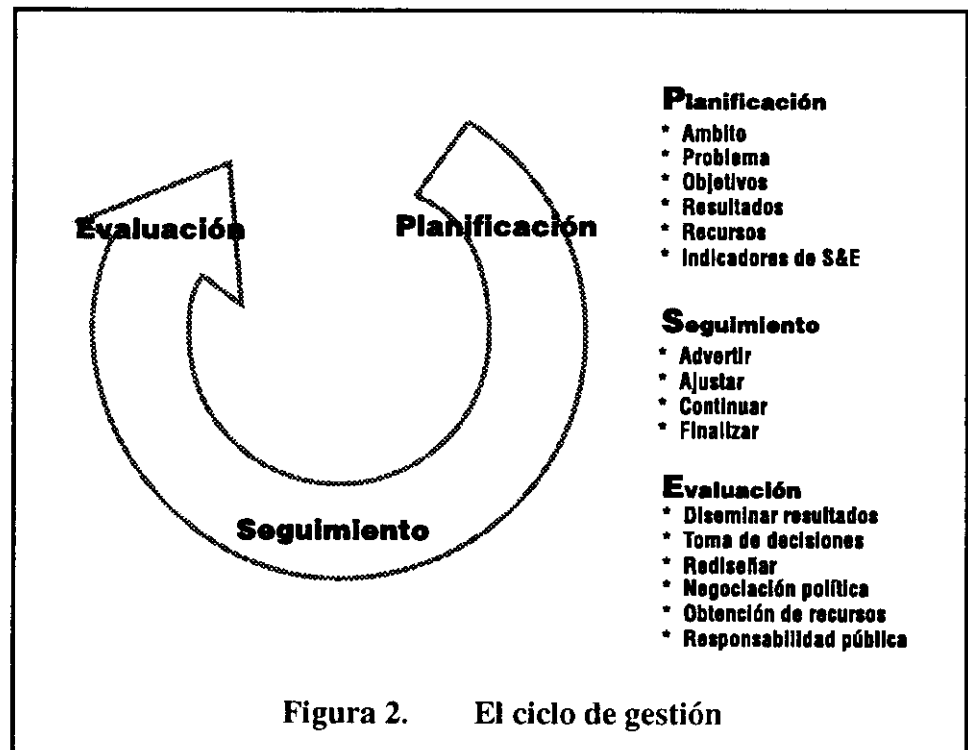 Evaluación
Planificación
Seguimiento
Planificación
* Ambito
* Problema
* Objetivos
* Resultados
* Recursos
* Indicadores de S&E
Seguimiento
* Advertir
* Ajustar
* Continuar
* Finalizar
Evaluación
* Diseminar resultados
* Toma de decisiones
* Rediseñar
* Negociación política
* Obtención de recursos
* Responsabilidad pública
Figura 2. El ciclo de gestión